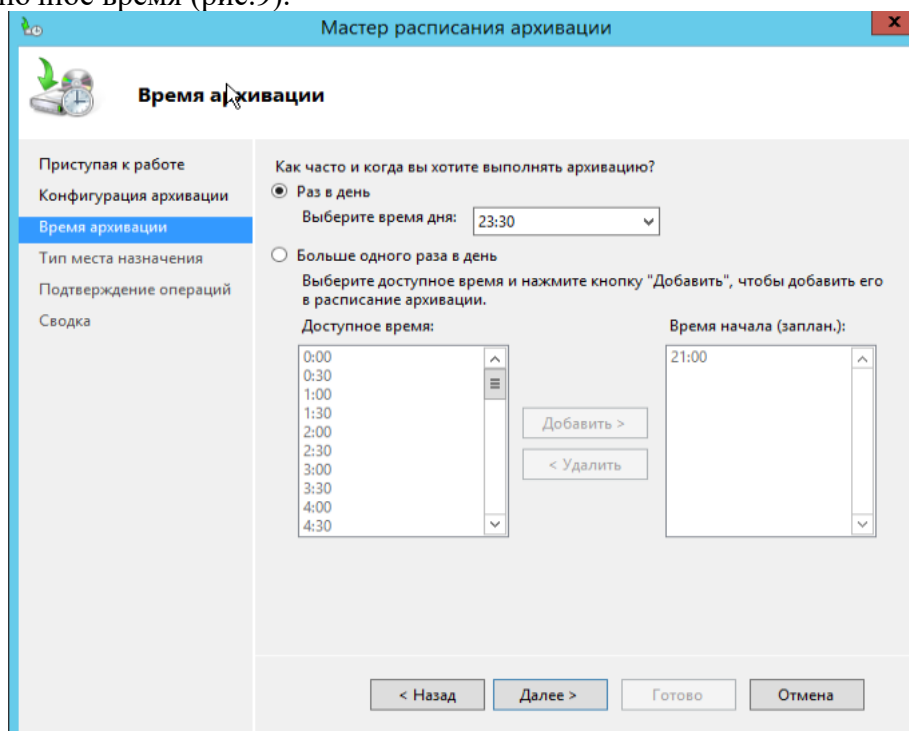 ночное время (рис.9).
Мастер расписания архивации
x
Время архивации
Приступая к работе
Конфигурация архивации
Время архивации
Тип места назначения
Подтверждение операций
Сводка
Как часто и когда вы хотите выполнять архивацию?
Раз в день
Выберите время дня: 23:30
Больше одного раза в день
Выберите доступное время и нажмите кнопку "Добавить", чтобы добавить его
в расписание архивации.
Доступное время:
0:00
0:30
1:00
1:30
2:00
2:30
3:00
3:30
4:00
4:30
Добавить >
< Удалить
Время начала (заплан.):
21:00
< Назад
Далее >
Готово
Отмена